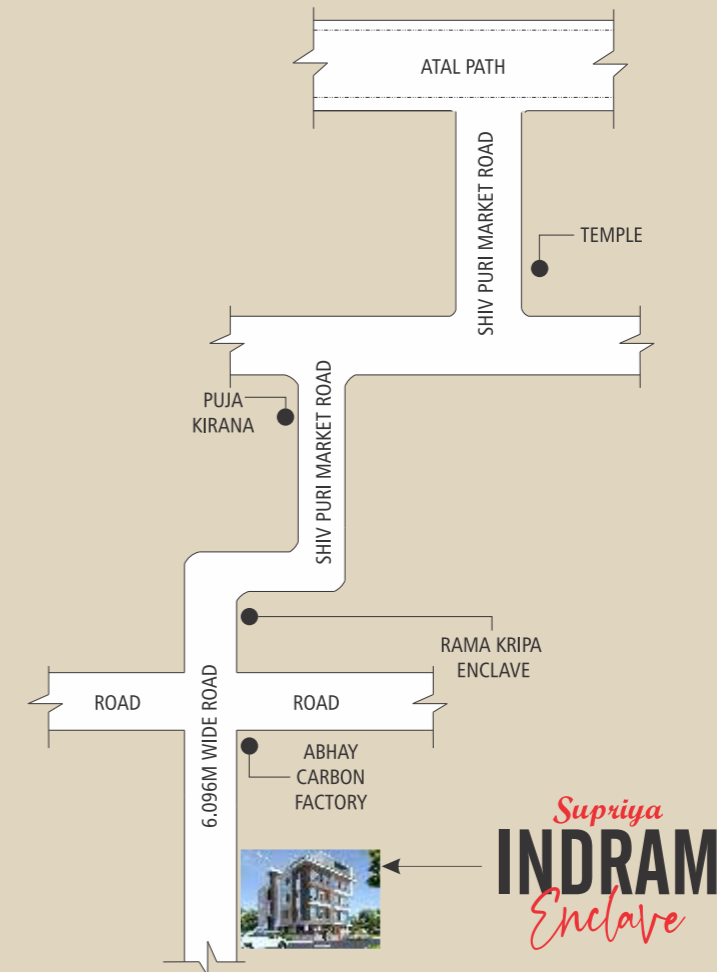 ATAL PATH
SHIV PURI MARKET ROAD
TEMPLE
SHIV PURI MARKET ROAD
PUJA
KIRANA
RAMA KRIPA
ENCLAVE
6.096M WIDE ROAD
ROAD
ROAD
ABHAY
CARBON
FACTORY
Supriya
INDRAM
Enclave